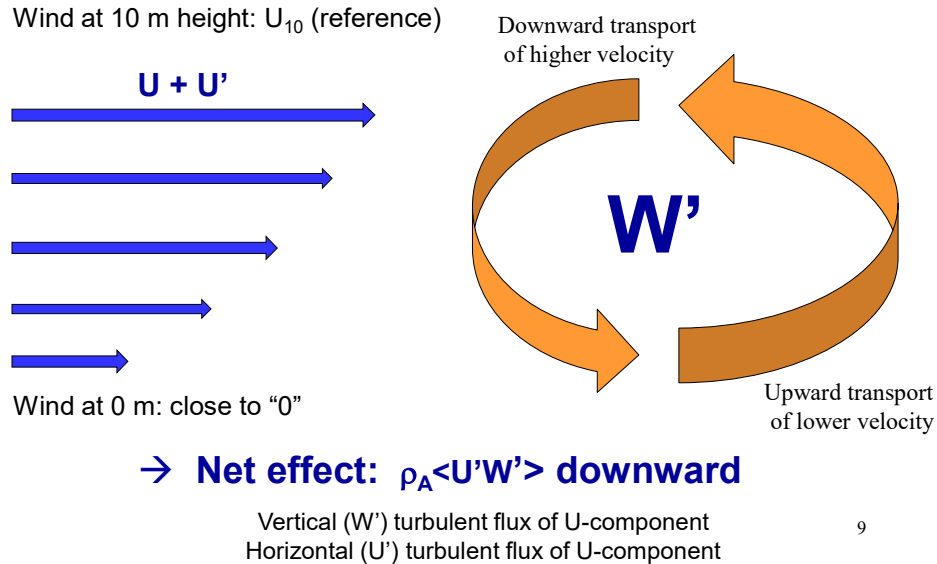 Wind at 10 m height: U10 (reference)
Downward transport
of higher velocity
U + U’
W’
Wind at 0 m: close to “0”
Upward transport
of lower velocity
→ Net effect: ρA<U’W’> downward
Vertical (W’) turbulent flux of U-component
Horizontal (U’) turbulent flux of U-component
9